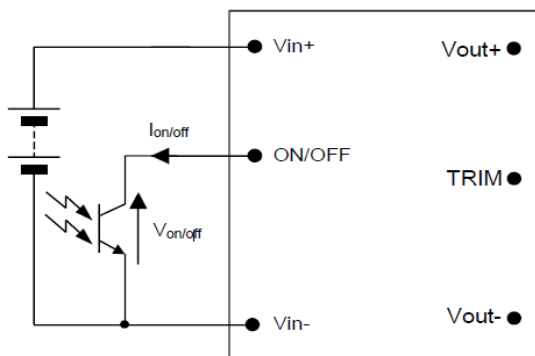 Vin+
Vout+
Ion/off
ON/OFF
TRIM
Von/off
Vin-
Vout-